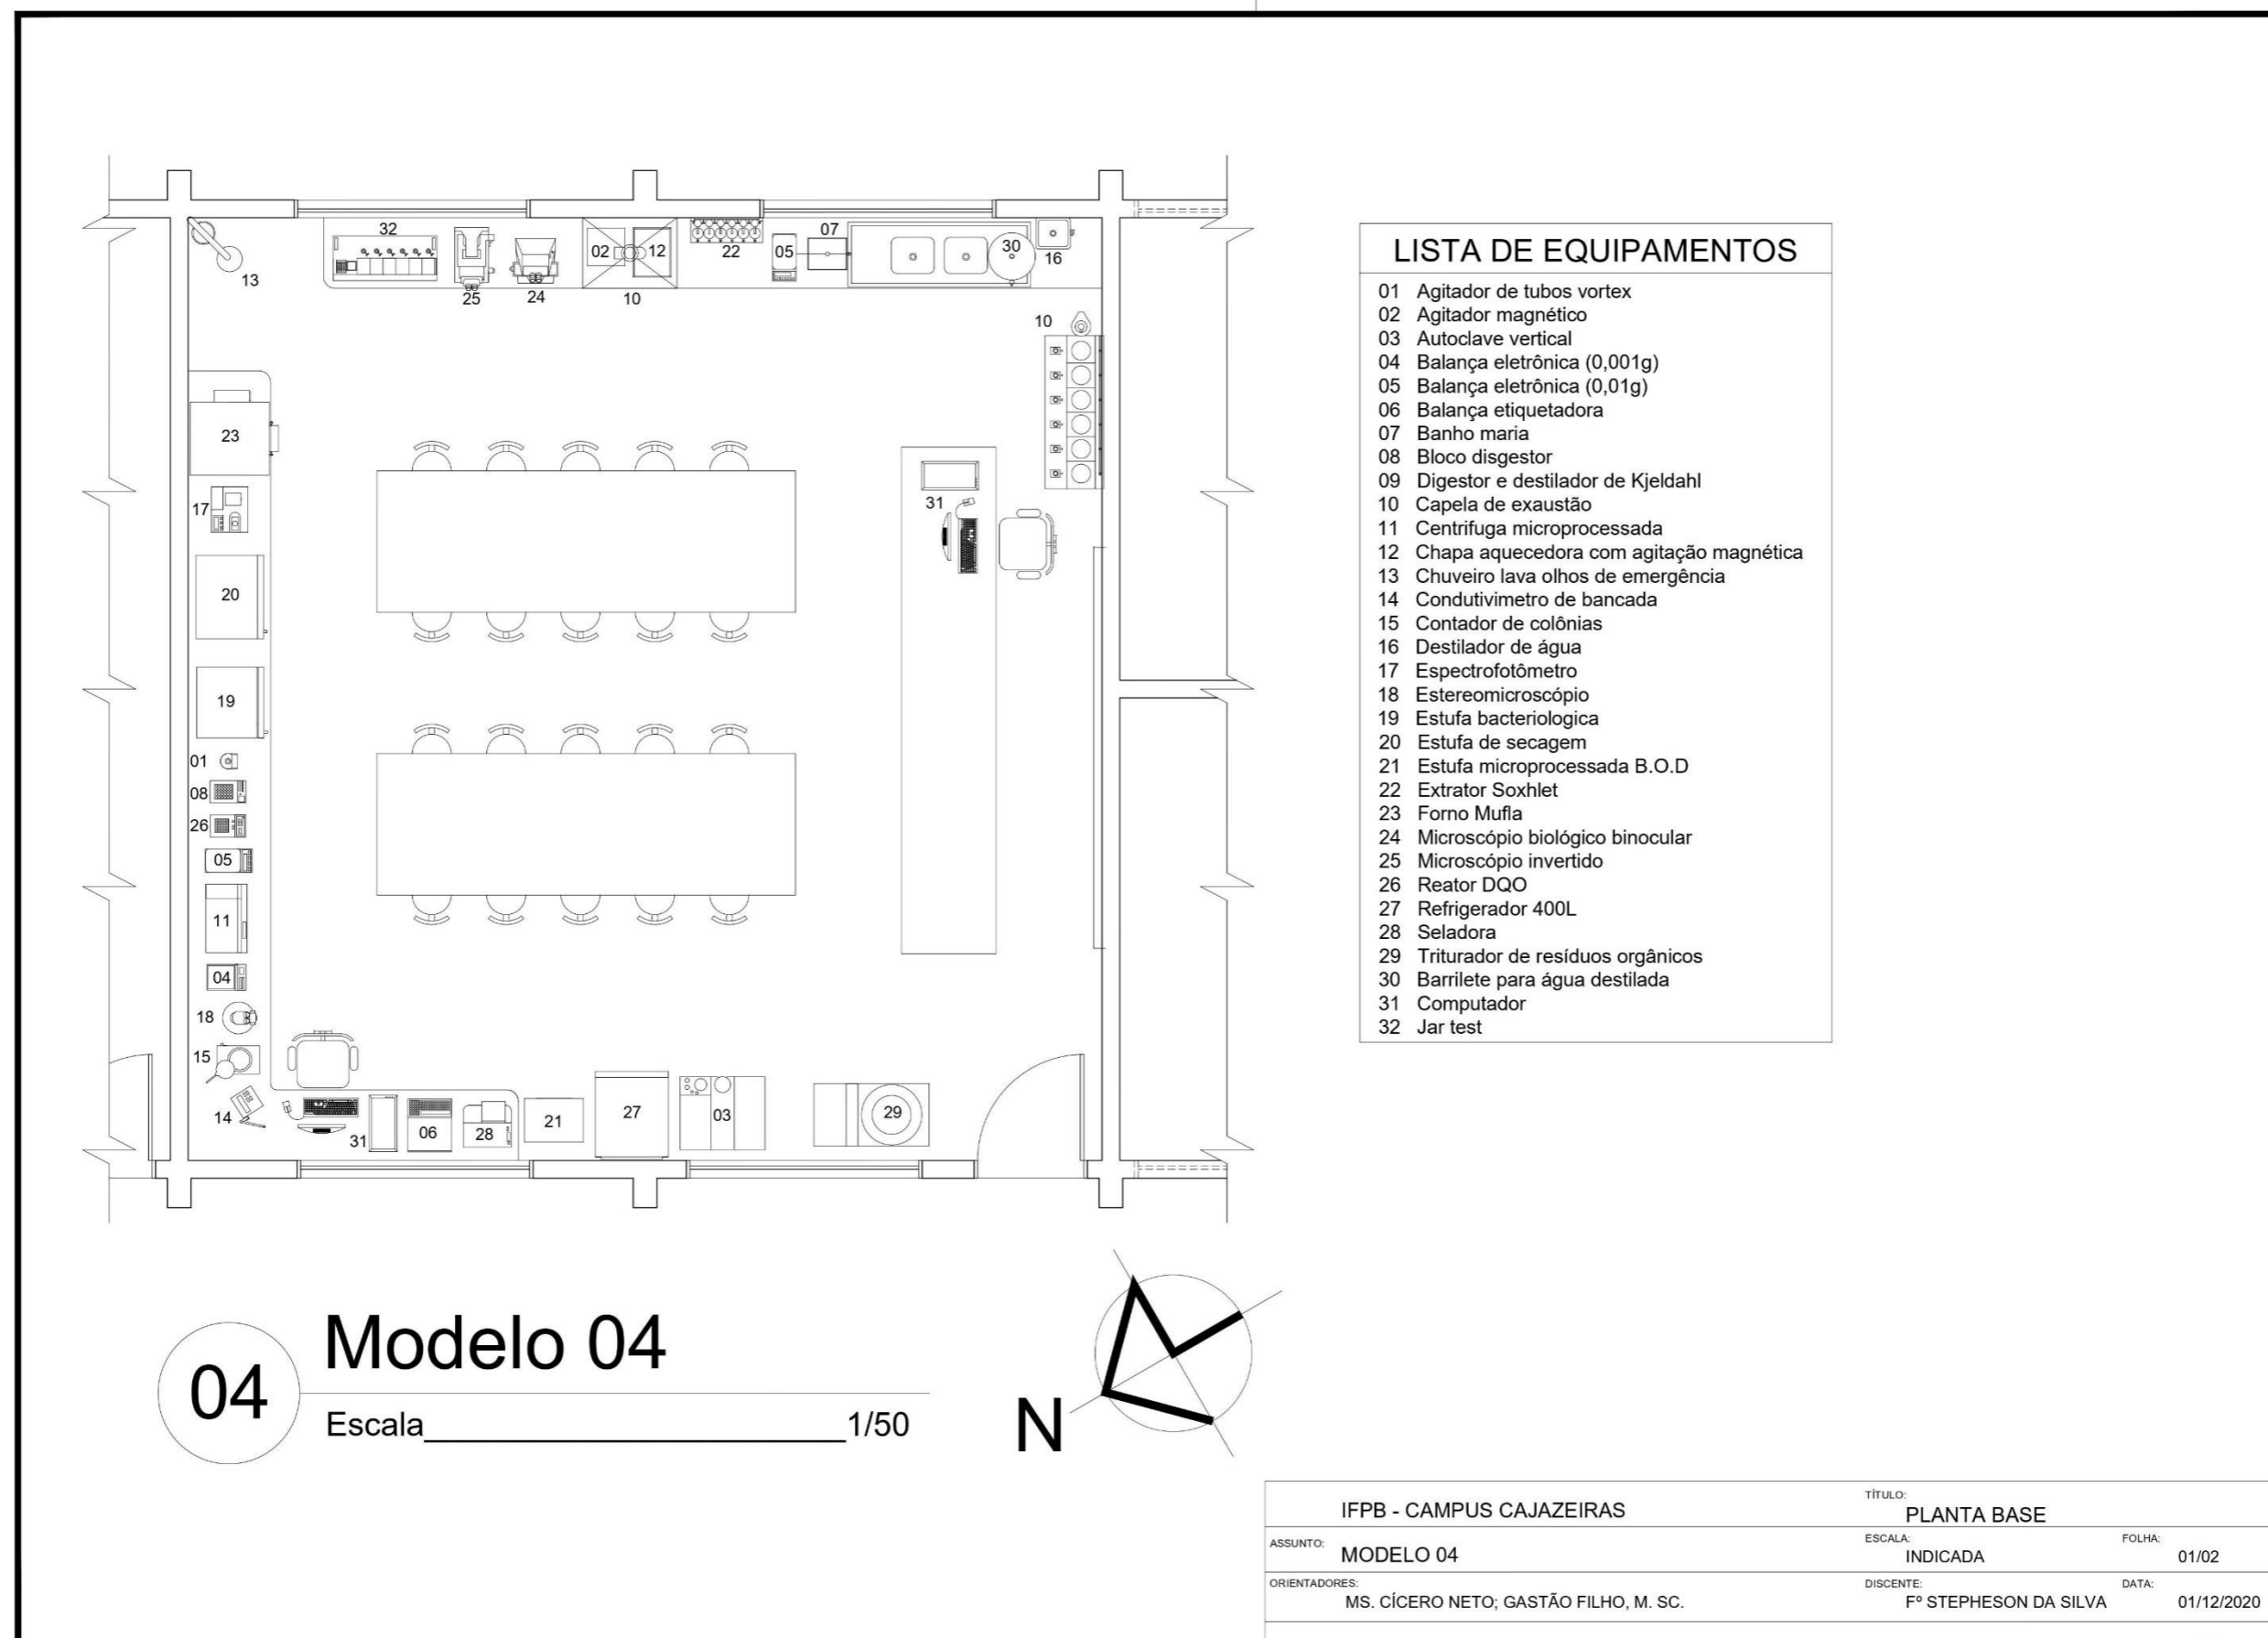 32
25
24
02
12
10
22
05
07
30
16
13
10
23
17
20
19
01
08
26
05
11
04
18
15
14
31
06
28
21
27
03
29
31
LISTA DE EQUIPAMENTOS
01 Agitador de tubos vortex
02 Agitador magnético
03 Autoclave vertical
04 Balança eletrônica (0,001g)
05 Balança eletrônica (0,01g)
06 Balança etiquetadora
07 Banho maria
08 Bloco disgestor
09 Digestor e destilador de Kjeldahl
10 Capela de exaustão
11 Centrifuga microprocessada
12 Chapa aquecedora com agitação magnética
13 Chuveiro lava olhos de emergência
14 Condutivimetro de bancada
15 Contador de colônias
16 Destilador de água
17 Espectrofotômetro
18 Estereomicroscópio
19 Estufa bacteriologica
20 Estufa de secagem
21 Estufa microprocessada B.O.D
22 Extrator Soxhlet
23 Forno Mufla
24 Microscópio biológico binocular
25 Microscópio invertido
26 Reator DQO
27 Refrigerador 400L
28 Seladora
29 Triturador de resíduos orgânicos
30 Barrilete para água destilada
31 Computador
32 Jar test
04
Modelo 04
Escala 1/50
N
IFPB - CAMPUS CAJAZEIRAS
TÍTULO:
PLANTA BASE
ASSUNTO: MODELO 04
ESCALA:
INDICADA
FOLHA:
01/02
ORIENTADORES:
MS. CÍCERO NETO; GASTÃO FILHO, M. SC.
DISCENTE:
Fº STEPHESON DA SILVA
DATA:
01/12/2020